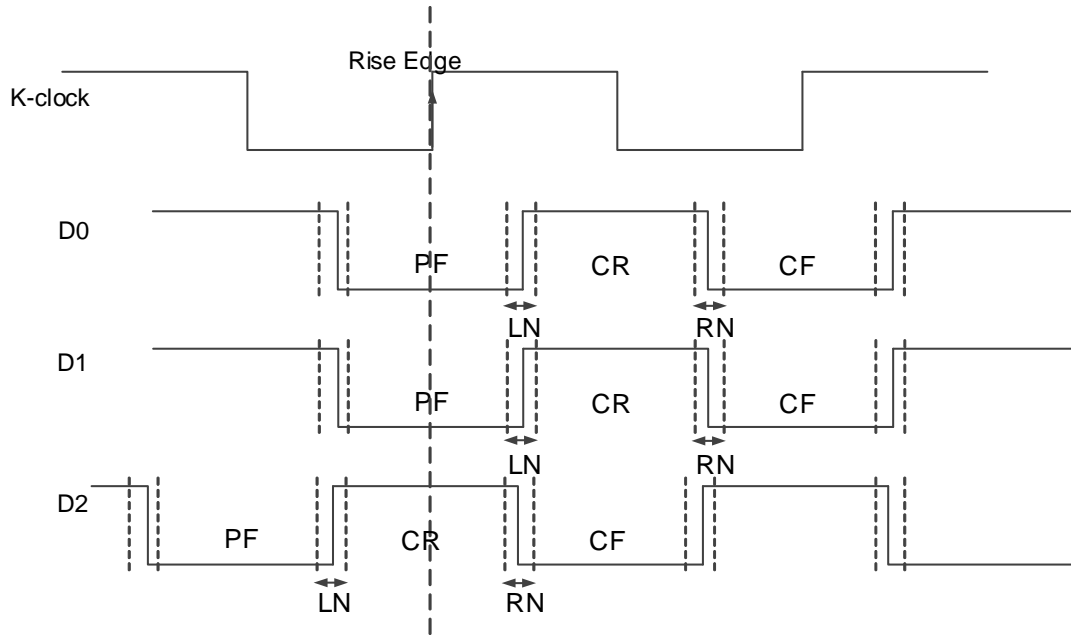 Rise Edge
K-clock
D0
PF
CR
CF
LN
RN
D1
PF
CR
CF
LN
RN
D2
PF
CR
CF
LN
RN